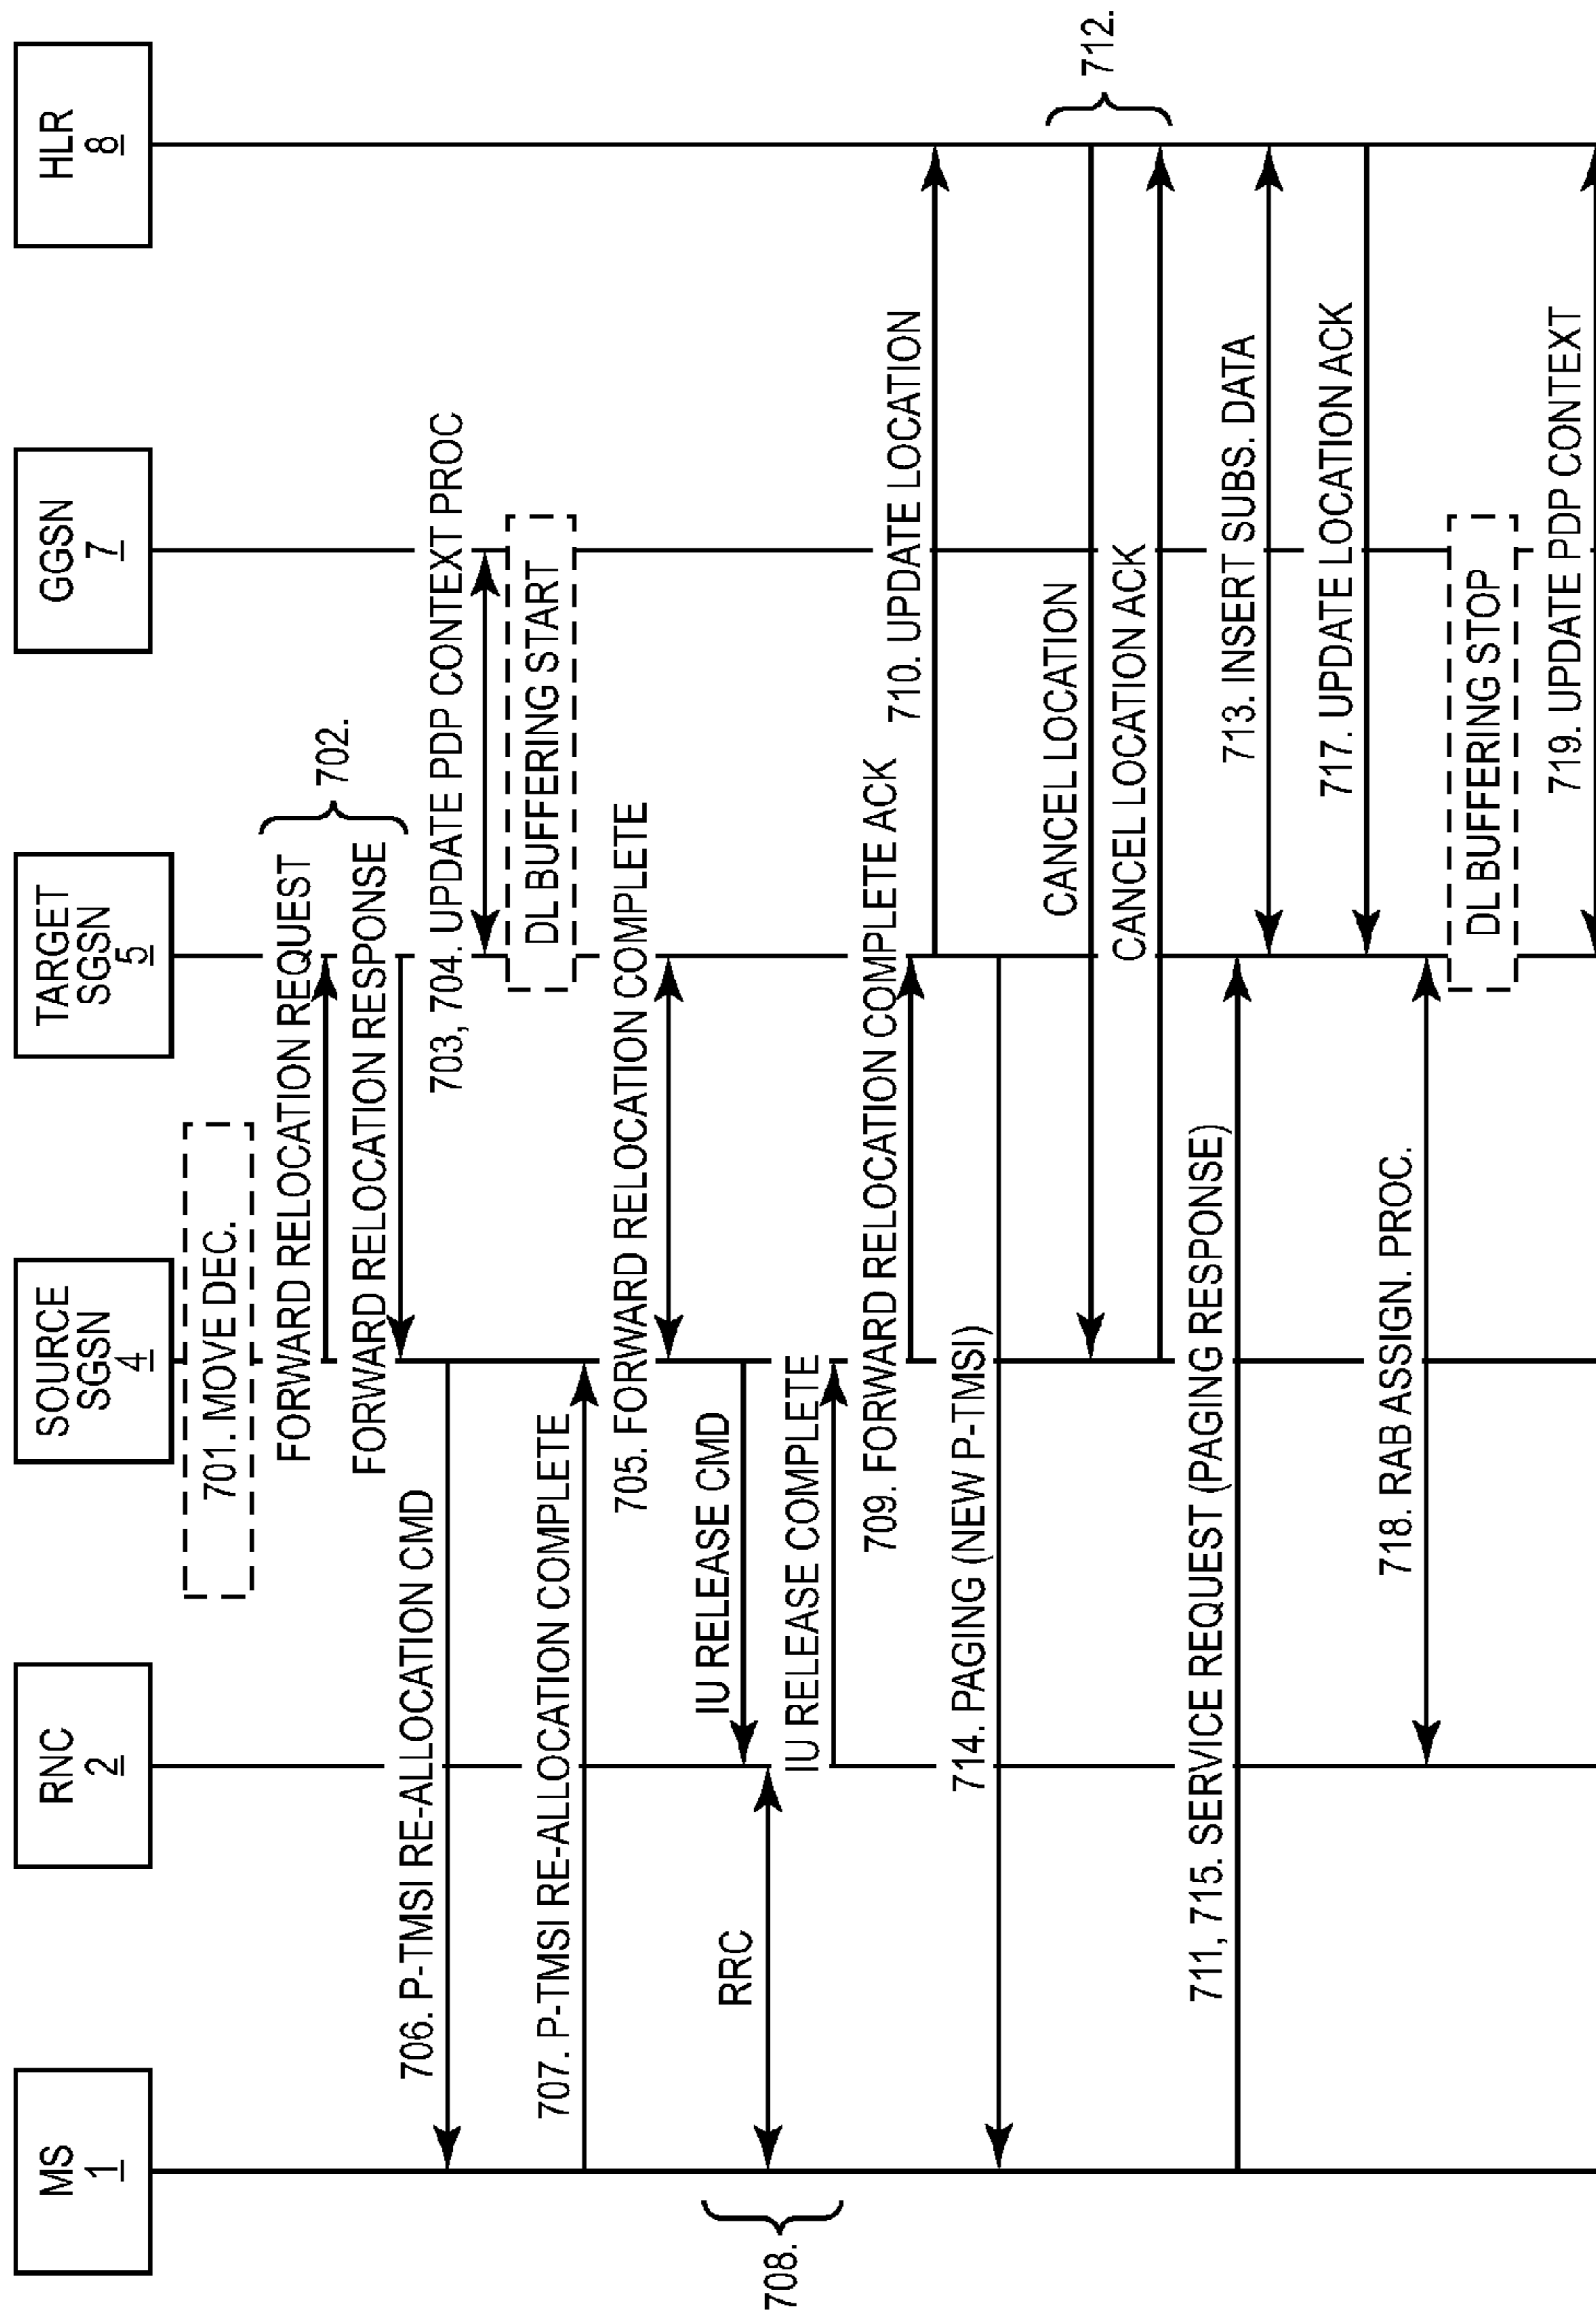 MS
1
RNC
2
SOURCE
SGSN
4
TARGET
SGSN
5
GGSN
7
HLR
8
701. MOVE DEC.
FORWARD RELOCATION REQUEST
702.
FORWARD RELOCATION RESPONSE
706. P-TMSI RE-ALLOCATION CMD
703, 704. UPDATE PDP CONTEXT PROC
DL BUFFERING START
707. P-TMSI RE-ALLOCATION COMPLETE
705. FORWARD RELOCATION COMPLETE
IU RELEASE CMD
RRC
708.
IU RELEASE COMPLETE
709. FORWARD RELOCATION COMPLETE ACK
710. UPDATE LOCATION
714. PAGING (NEW P-TMSI)
CANCEL LOCATION
712.
CANCEL LOCATION ACK
711, 715. SERVICE REQUEST (PAGING RESPONSE)
713. INSERT SUBS. DATA
717. UPDATE LOCATION ACK
718. RAB ASSIGN. PROC.
DL BUFFERING STOP
719. UPDATE PDP CONTEXT